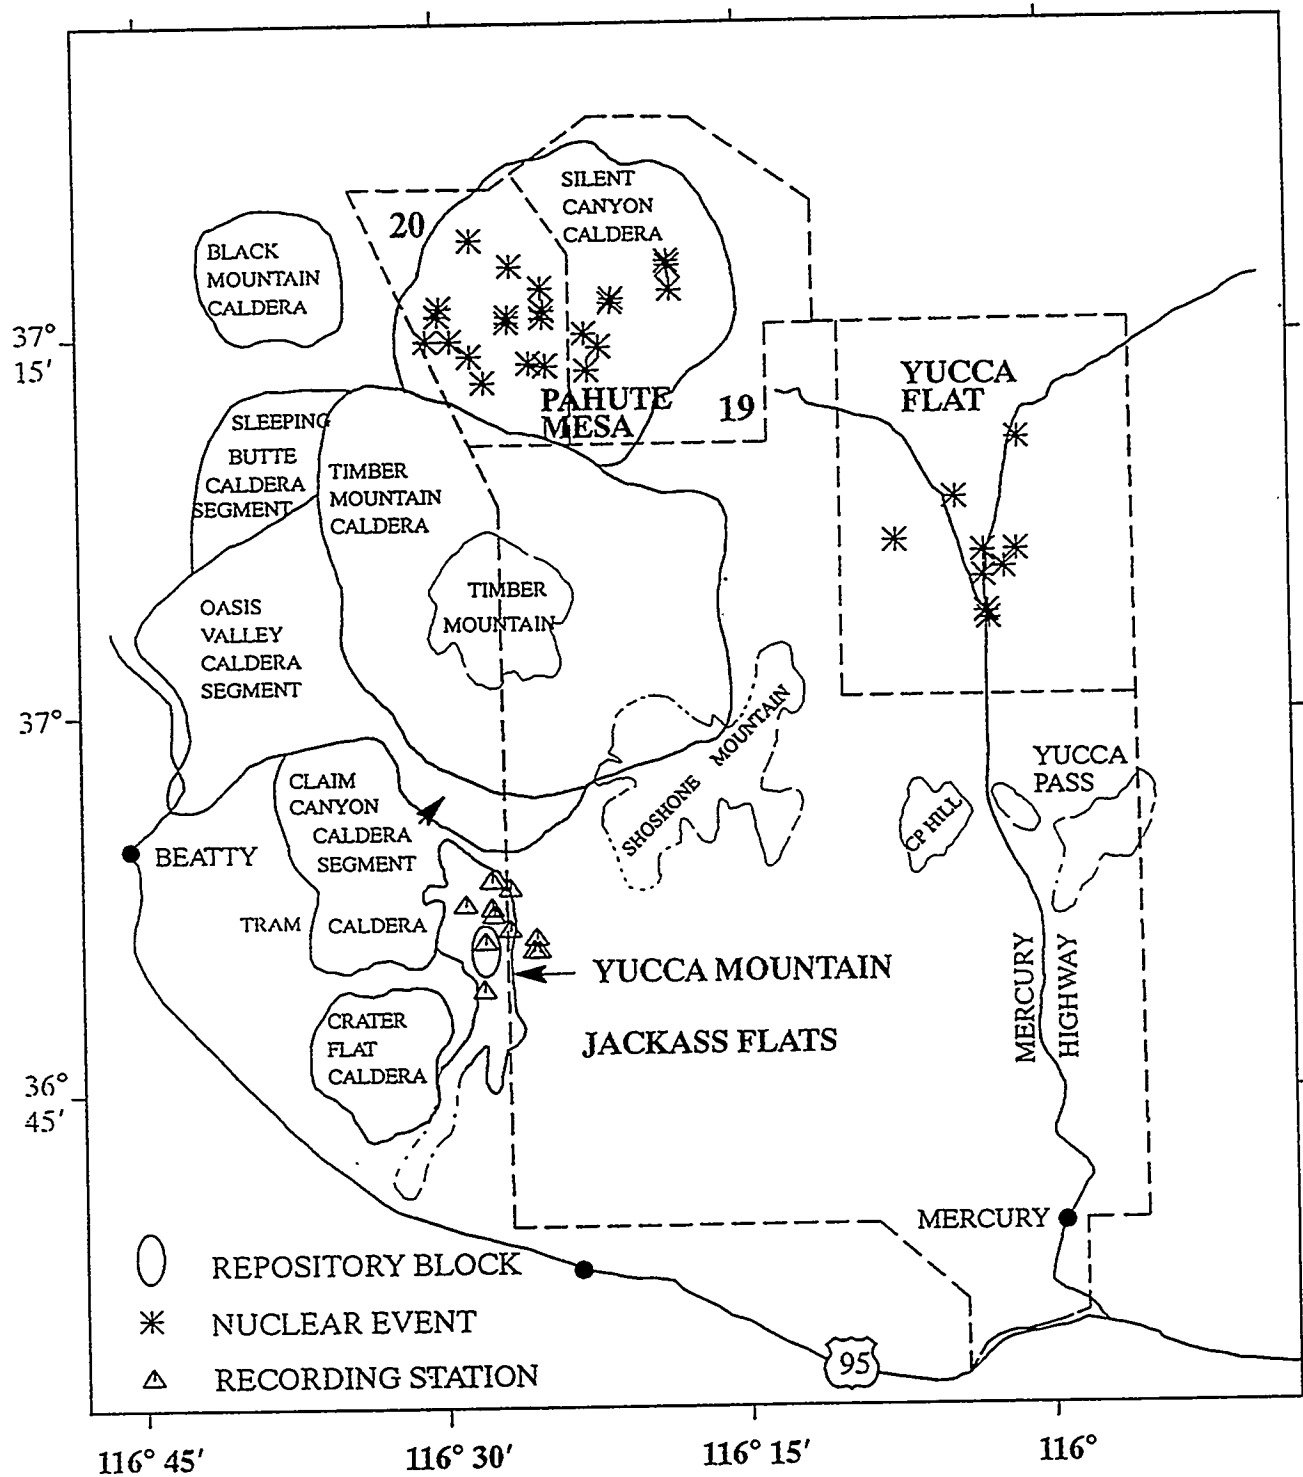 SILENT
CANYON
CALDERA
20
BLACK
MOUNTAIN
CALDERA
37°
15′
YUCCA
FLAT
PAHUTE
MESA
19
SLEEPING
BUTTE
CALDERA
SEGMENT
TIMBER
MOUNTAIN
CALDERA
TIMBER
MOUNTAIN
OASIS
VALLEY
CALDERA
SEGMENT
37°
SHOSHONE MOUNTAIN
YUCCA
PASS
CLAIM
CANYON
CALDERA
SEGMENT
CP HILL
BEATTY
TRAM CALDERA
YUCCA MOUNTAIN
MERCURY
HIGHWAY
CRATER
FLAT
CALDERA
JACKASS FLATS
36°
45′
MERCURY
REPOSITORY BLOCK
NUCLEAR EVENT
95
RECORDING STATION
116° 45′ 116° 30′ 116° 15′ 116°